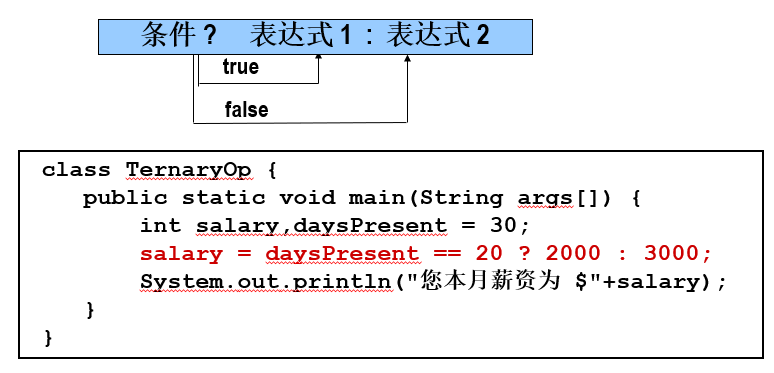 条件 ? 表达式 1 : 表达式 2
true
false
class TernaryOp {
public static void main(String args[]) {
int salary,daysPresent = 30;
salary = daysPresent == 20 ? 2000 : 3000;
System.out.println("您本月薪资为 $"+salary);
}
}